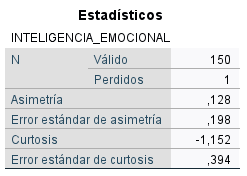 Estadísticos
INTELIGENCIA_EMOCIONAL
N Válido 150
Perdidos 1
Asimetría ,128
Error estándar de asimetría ,198
Curtosis -1,152
Error estándar de curtosis ,394